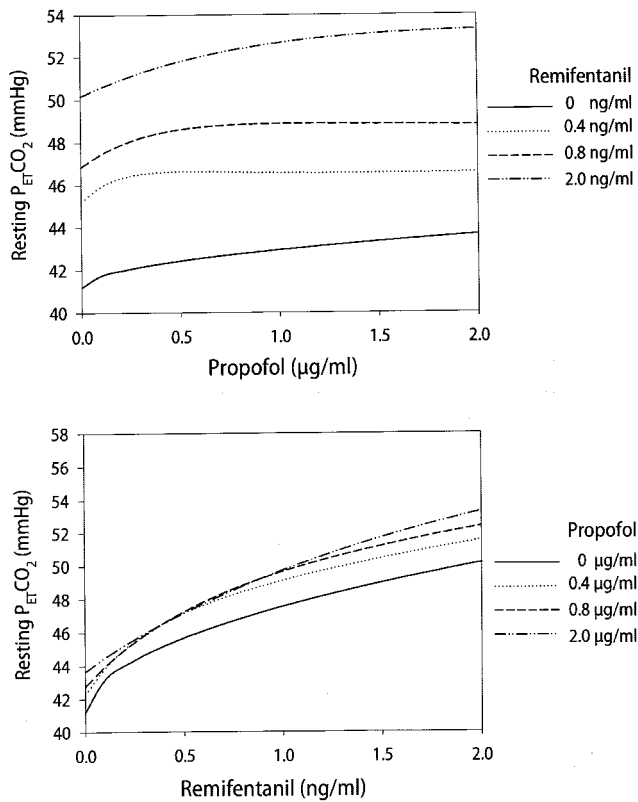 54
52
50
48
46
44
42
40
Resting PETCO2 (mmHg)
0.0 0.5 1.0 1.5 2.0
Propofol (µg/ml)
Remifentanil
0 ng/ml
0.4 ng/ml
0.8 ng/ml
2.0 ng/ml
58
56
54
52
50
48
46
44
42
40
Resting PETCO2 (mmHg)
0.0 0.5 1.0 1.5 2.0
Remifentanil (ng/ml)
Propofol
0 µg/ml
0.4 µg/ml
0.8 µg/ml
2.0 µg/ml